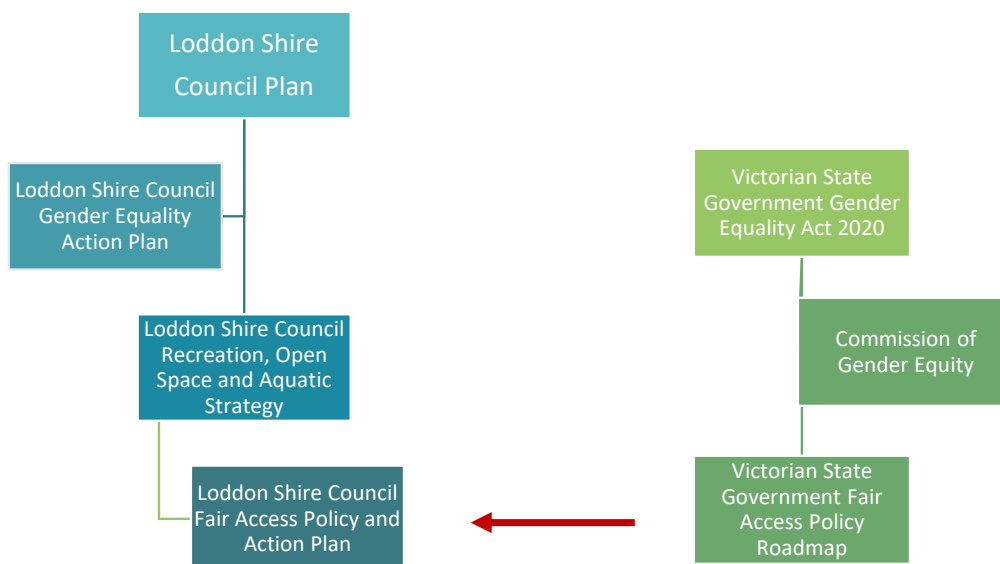 Loddon Shire
Council Plan
Loddon Shire Council
Gender Equality
Action Plan
Loddon Shire Council
Recreation, Open
Space and Aquatic
Strategy
Loddon Shire Council
Fair Access Policy and
Action Plan
Victorian State
Government Gender
Equality Act 2020
Commission of
Gender Equity
Victorian State
Government Fair
Access Policy
Roadmap